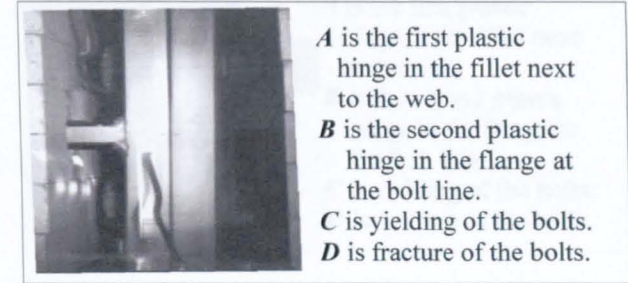 A is the first plastic
hinge in the fillet next
to the web.
B is the second plastic
hinge in the flange at
the bolt line.
C is yielding of the bolts.
D is fracture of the bolts.